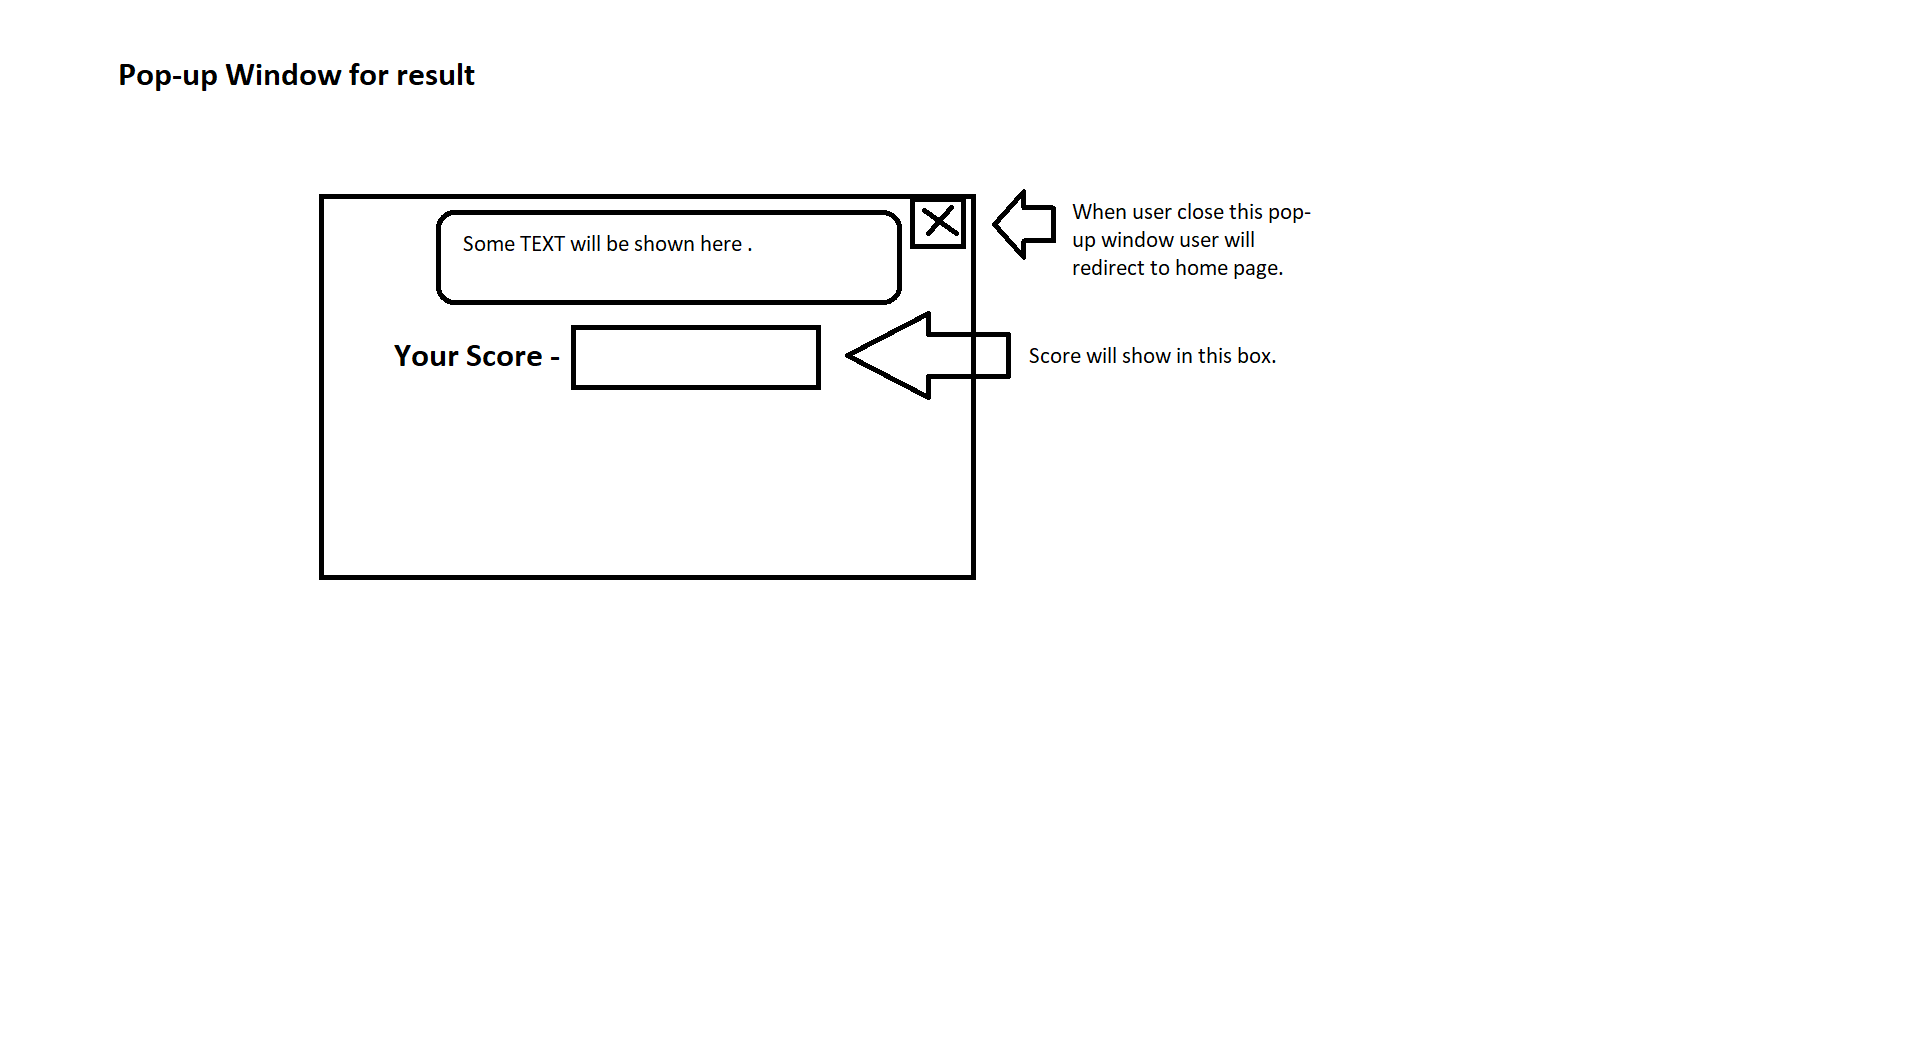 Pop-up Window for result
Some TEXT will be shown here .
When user close this pop-
up window user will
redirect to home page.
Your Score -
Score will show in this box.